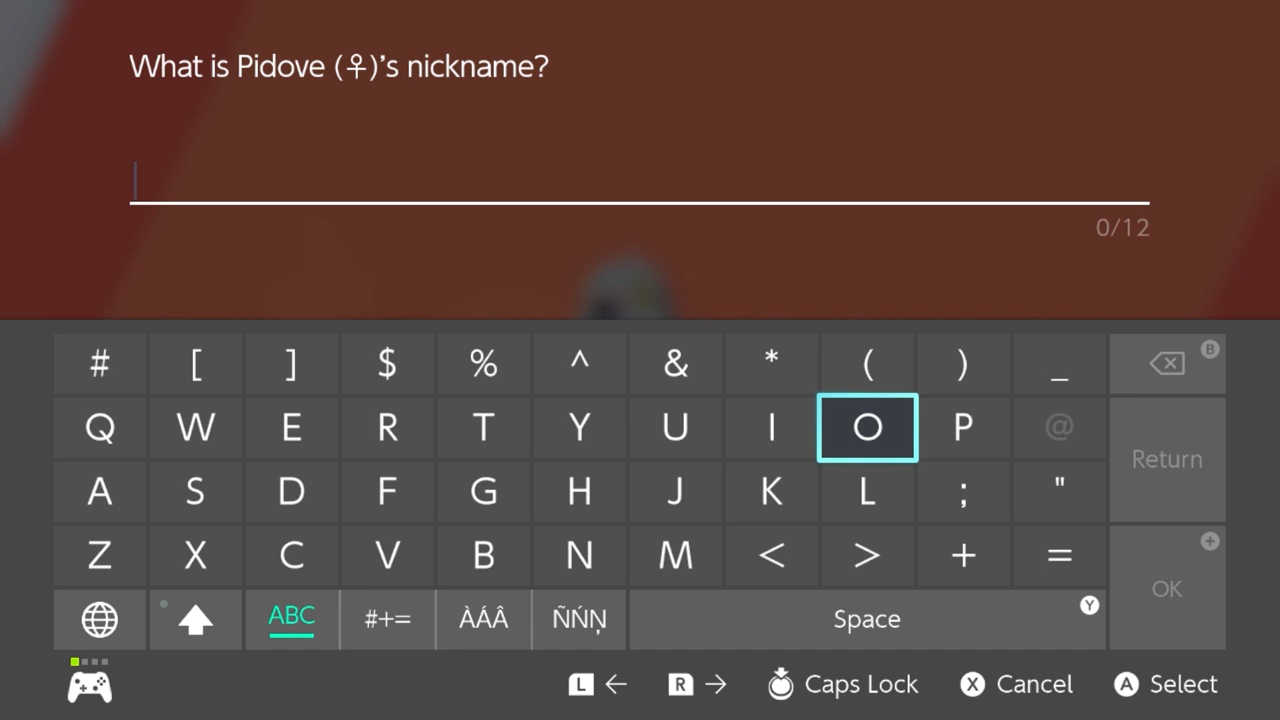 What is Pidove (♀)'s nickname?
0/12
# [ ] $ % ^ & * ( ) _ B
Q W E R T Y U I O P @ Return
A S D F G H J K L ; "
Z X C V B N M < > + = OK
ABC #+= ÀÁÂ ÑŃŅ Space Y
L ← R → Caps Lock X Cancel A Select